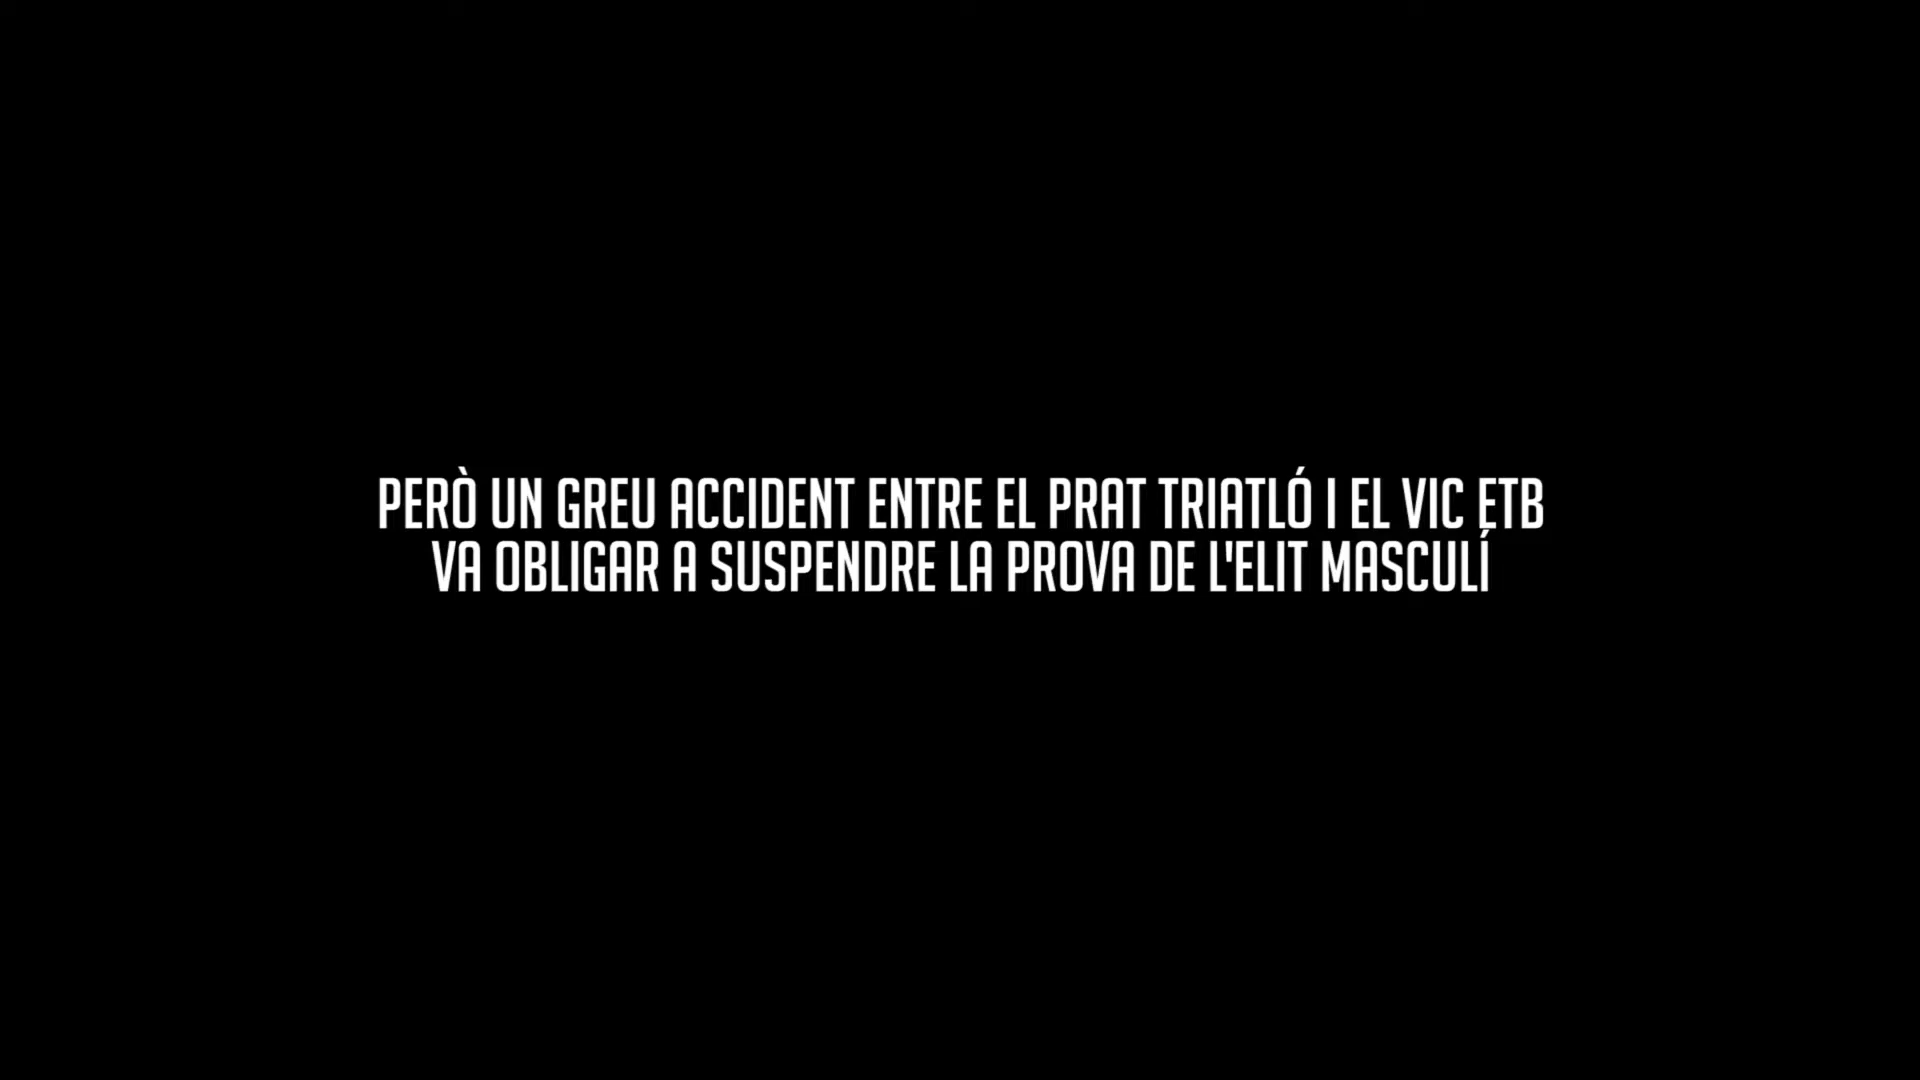 PERÒ UN GREU ACCIDENT ENTRE EL PRAT TRIATLÓ I EL VIC ETB
VA OBLIGAR A SUSPENDRE LA PROVA DE L'ELIT MASCULÍ